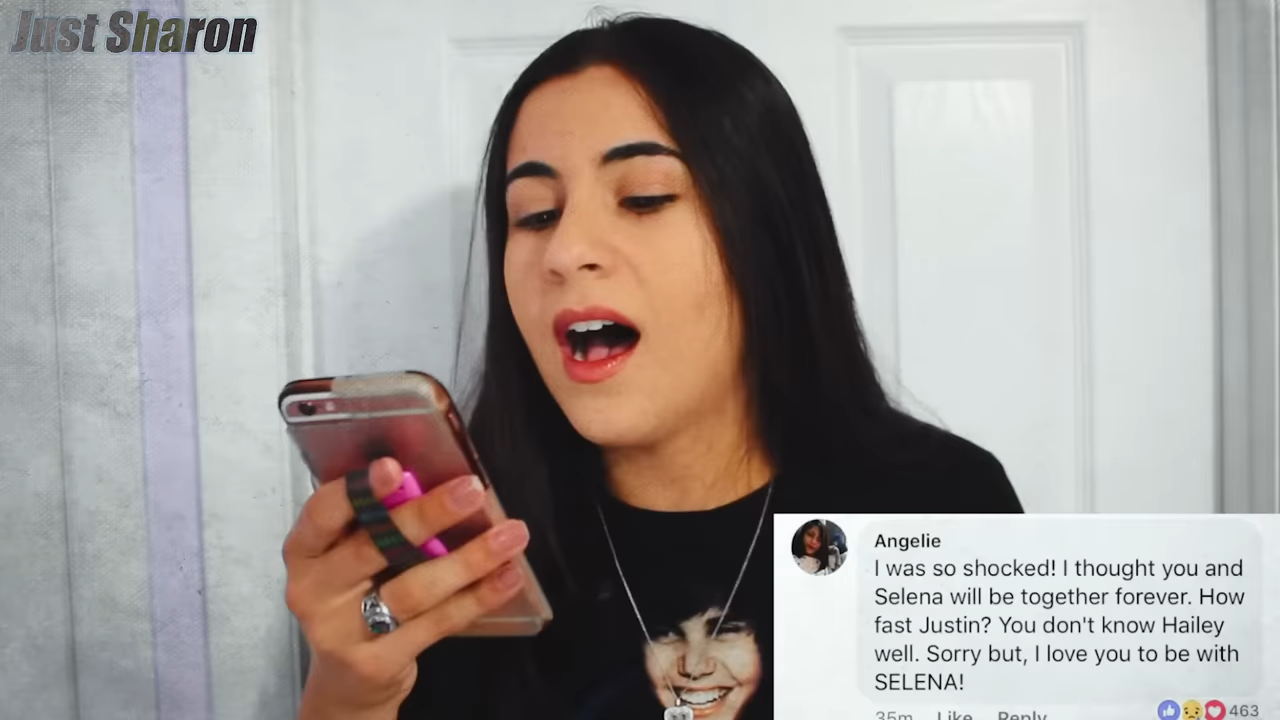 Just Sharon
Angelie
I was so shocked! I thought you and
Selena will be together forever. How
fast Justin? You don't know Hailey
well. Sorry but, I love you to be with
SELENA!
35m Like Reply 463